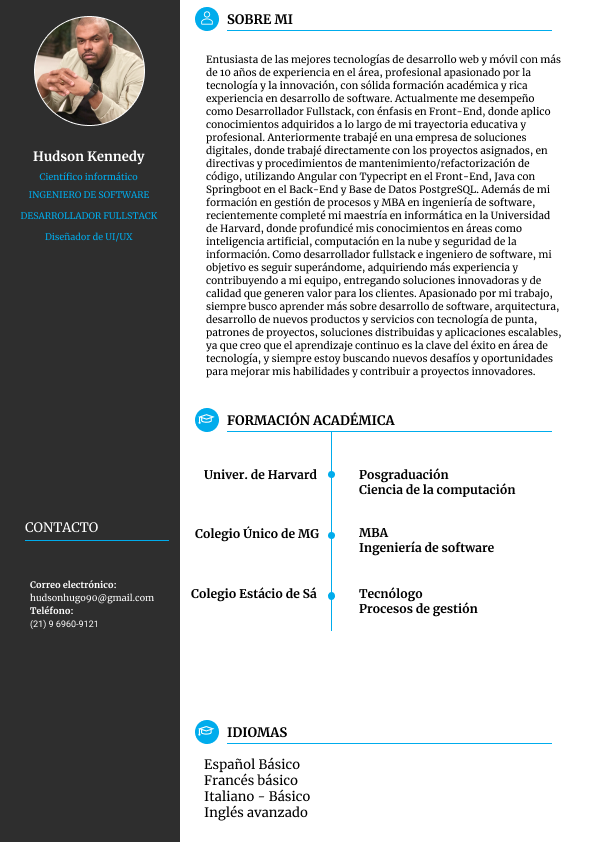 Hudson Kennedy
Científico informático
INGENIERO DE SOFTWARE
DESARROLLADOR FULLSTACK
Diseñador de UI/UX
CONTACTO
Correo electrónico:
hudsonhugo90@gmail.com
Teléfono:
(21) 9 6960-9121
SOBRE MI
Entusiasta de las mejores tecnologías de desarrollo web y móvil con más
de 10 años de experiencia en el área, profesional apasionado por la
tecnología y la innovación, con sólida formación académica y rica
experiencia en desarrollo de software. Actualmente me desempeño
como Desarrollador Fullstack, con énfasis en Front-End, donde aplico
conocimientos adquiridos a lo largo de mi trayectoria educativa y
profesional. Anteriormente trabajé en una empresa de soluciones
digitales, donde trabajé directamente con los proyectos asignados, en
directivas y procedimientos de mantenimiento/refactorización de
código, utilizando Angular con Typecript en el Front-End, Java con
Springboot en el Back-End y Base de Datos PostgreSQL. Además de mi
formación en gestión de procesos y MBA en ingeniería de software,
recientemente completé mi maestría en informática en la Universidad
de Harvard, donde profundicé mis conocimientos en áreas como
inteligencia artificial, computación en la nube y seguridad de la
información. Como desarrollador fullstack e ingeniero de software, mi
objetivo es seguir superándome, adquiriendo más experiencia y
contribuyendo a mi equipo, entregando soluciones innovadoras y de
calidad que generen valor para los clientes. Apasionado por mi trabajo,
siempre busco aprender más sobre desarrollo de software, arquitectura,
desarrollo de nuevos productos y servicios con tecnología de punta,
patrones de proyectos, soluciones distribuidas y aplicaciones escalables,
ya que creo que el aprendizaje continuo es la clave del éxito en área de
tecnología, y siempre estoy buscando nuevos desafíos y oportunidades
para mejorar mis habilidades y contribuir a proyectos innovadores.
FORMACIÓN ACADÉMICA
Univer. de Harvard
Posgraduación
Ciencia de la computación
Colegio Único de MG
MBA
Ingeniería de software
Colegio Estácio de Sá
Tecnólogo
Procesos de gestión
IDIOMAS
Español Básico
Francés básico
Italiano - Básico
Inglés avanzado